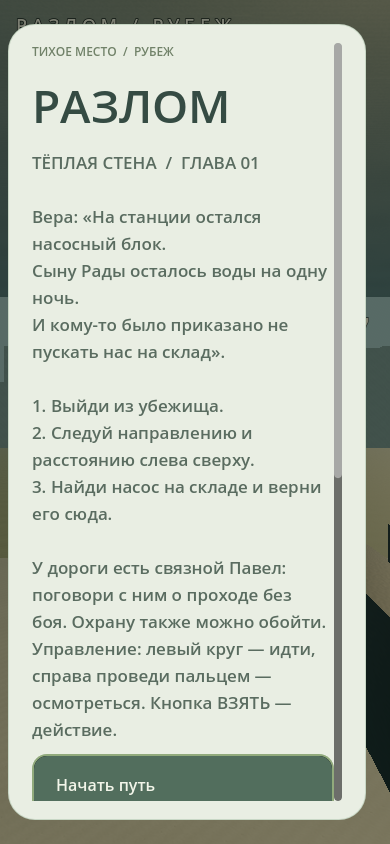 РАЗЛОМ / РУБЕЖ
ТИХОЕ МЕСТО / РУБЕЖ
РАЗЛОМ
ТЁПЛАЯ СТЕНА / ГЛАВА 01
Вера: «На станции остался
насосный блок.
Сыну Рады осталось воды на одну
ночь.
И кому-то было приказано не
пускать нас на склад».
1. Выйди из убежища.
2. Следуй направлению и
расстоянию слева сверху.
3. Найди насос на складе и верни
его сюда.
У дороги есть связной Павел:
поговори с ним о проходе без
боя. Охрану также можно обойти.
Управление: левый круг — идти,
справа проведи пальцем —
осмотреться. Кнопка ВЗЯТЬ —
действие.
Начать путь